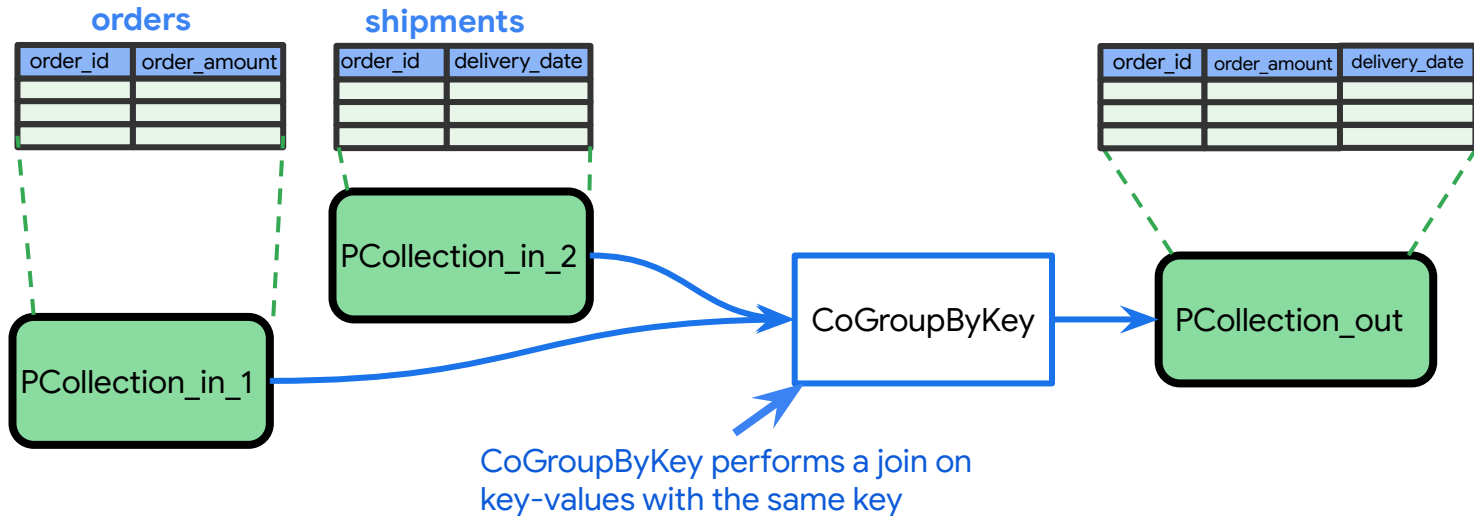 orders
shipments
order_id order_amount
order_id delivery_date
order_id order_amount delivery_date
PCollection_in_2
PCollection_in_1
CoGroupByKey
PCollection_out
CoGroupByKey performs a join on
key-values with the same key